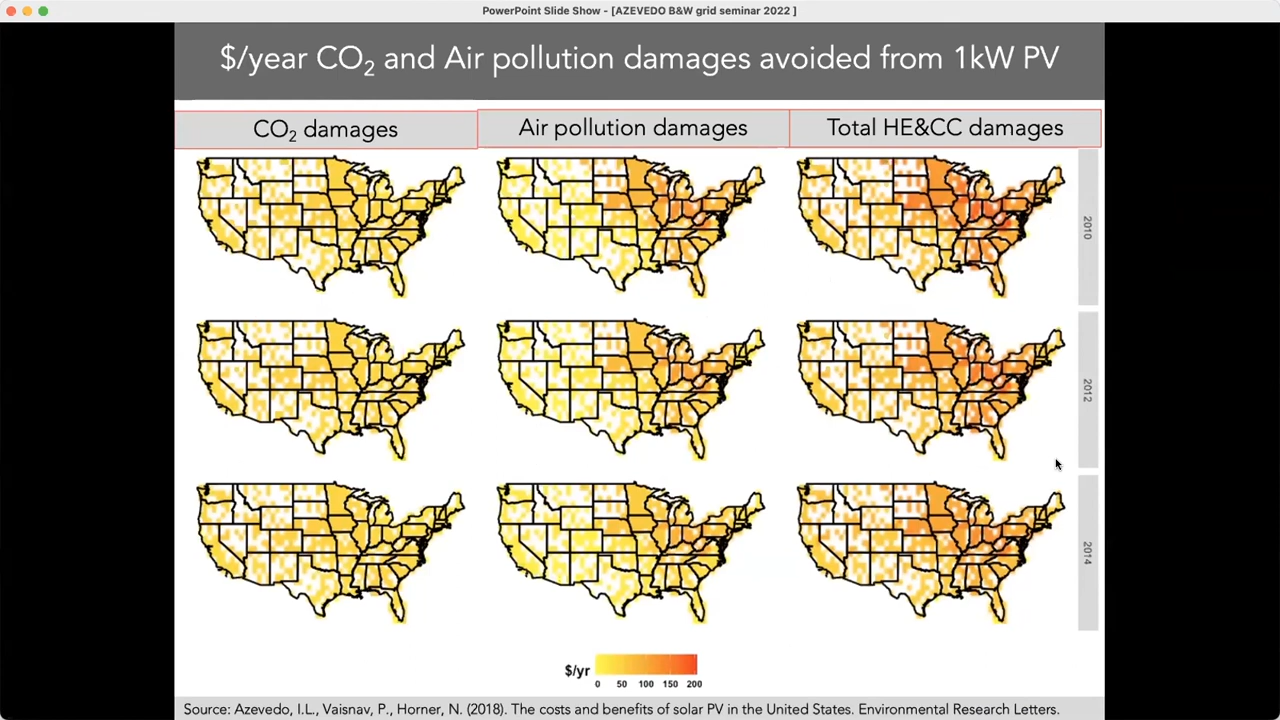 PowerPoint Slide Show - [AZEVEDO B&W grid seminar 2022 ]
$/year CO₂ and Air pollution damages avoided from 1kW PV
CO₂ damages
Air pollution damages
Total HE&CC damages
2010
2012
2014
$/yr
0 50 100 150 200
Source: Azevedo, I.L., Vaisnav, P., Horner, N. (2018). The costs and benefits of solar PV in the United States. Environmental Research Letters.